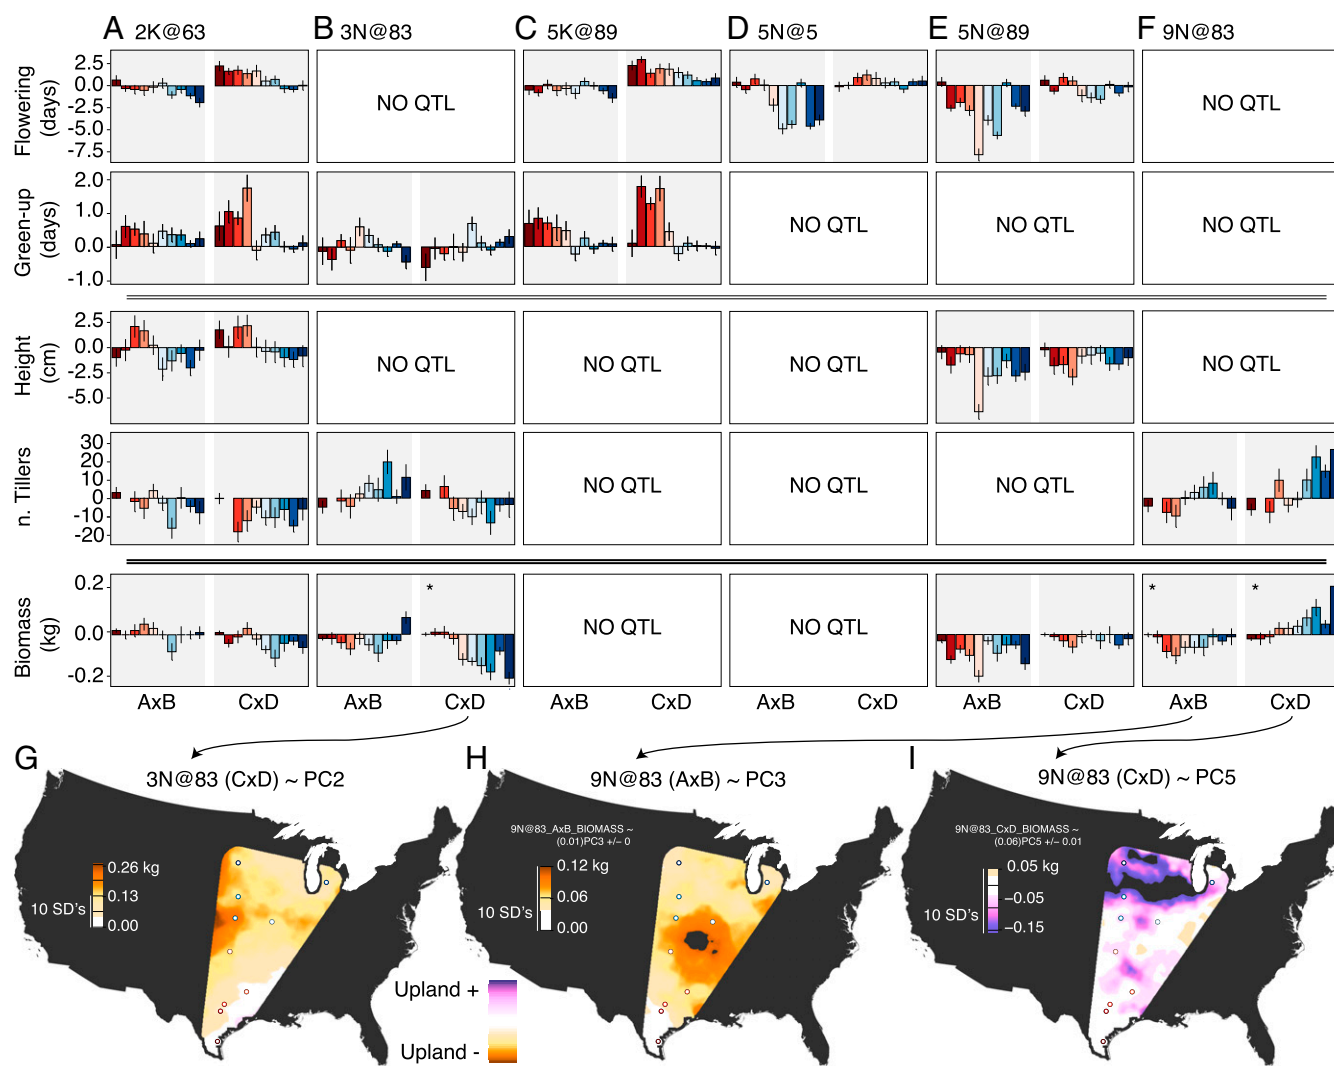 A 2K@63 B 3N@83 C 5K@89 D 5N@5 E 5N@89 F 9N@83
Flowering
(days)
2.5
0.0
-2.5
-5.0
-7.5
NO QTL
NO QTL
Green-up
(days)
2.0
1.0
0.0
-1.0
NO QTL
NO QTL
NO QTL
Height
(cm)
2.5
0.0
-2.5
-5.0
NO QTL
NO QTL
NO QTL
NO QTL
n. Tillers
30
20
10
0
-10
-20
NO QTL
NO QTL
NO QTL
Biomass
(kg)
0.2
0.0
-0.2
*
NO QTL
NO QTL
*
*
AxB CxD AxB CxD AxB CxD AxB CxD AxB CxD AxB CxD
G
3N@83 (CxD) ~ PC2
10 SD's
0.26 kg
0.13
0.00
H
9N@83 (AxB) ~ PC3
9N@83_AxB_BIOMASS ~
(0.01)PC3 +/− 0
10 SD's
0.12 kg
0.06
0.00
I
9N@83 (CxD) ~ PC5
9N@83_CxD_BIOMASS ~
(0.06)PC5 +/− 0.01
10 SD's
0.05 kg
−0.05
−0.15
Upland +
Upland -